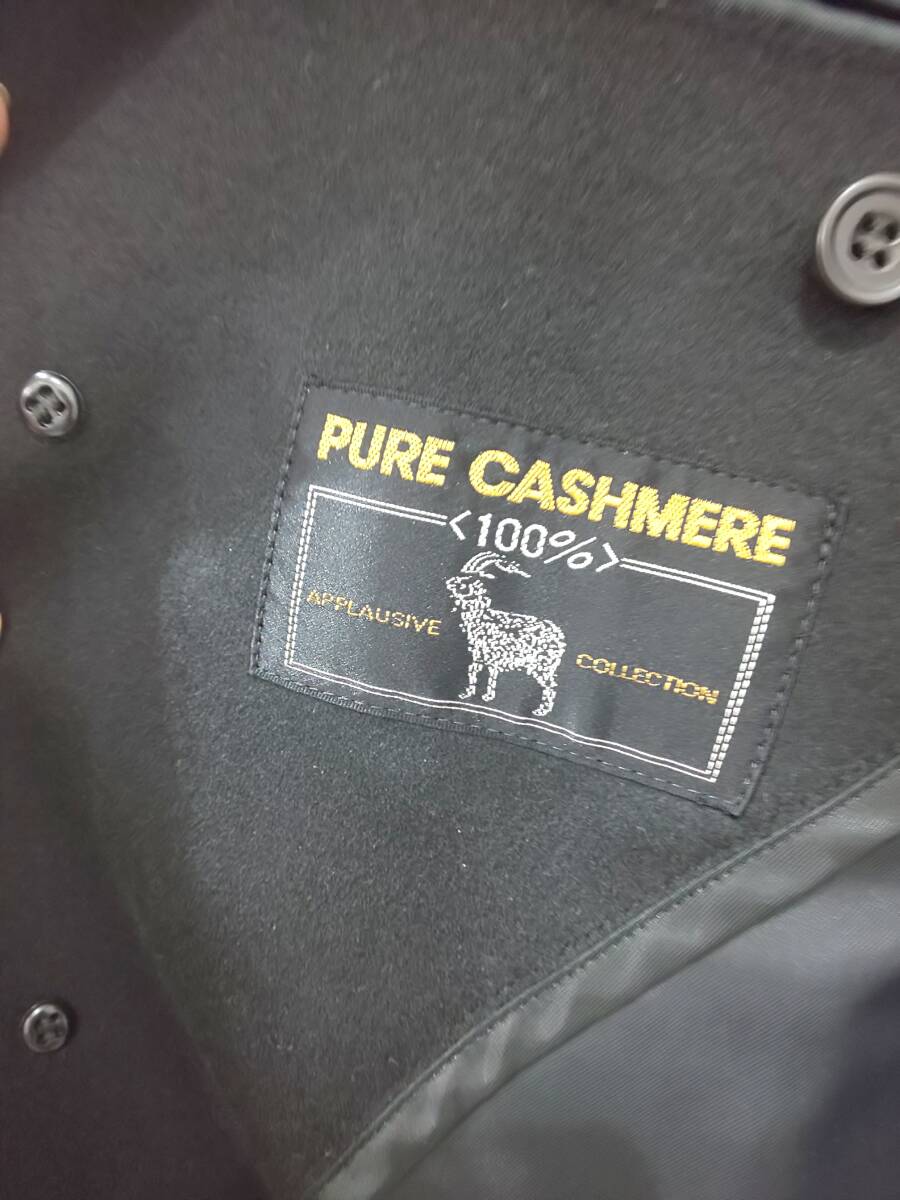 PURE CASHMERE
<100%>
APPLAUSIVE COLLECTION